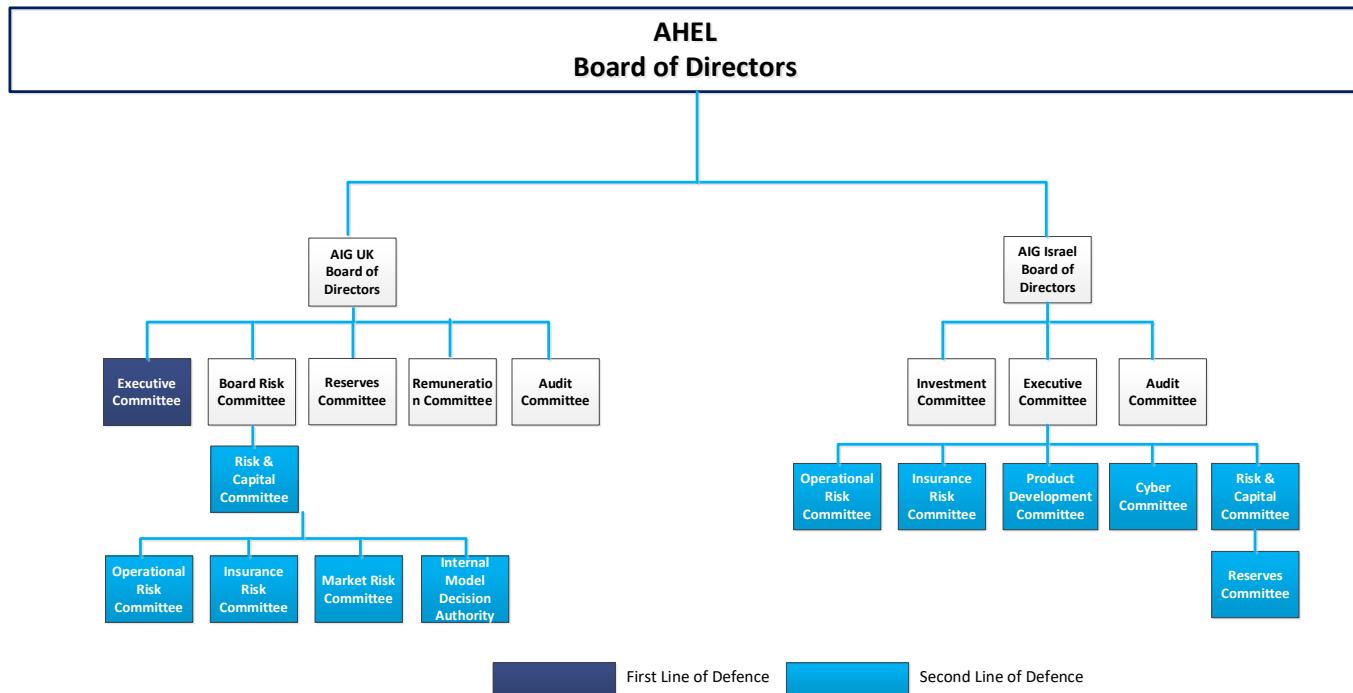 AHEL
Board of Directors
AIG UK
Board of
Directors
AIG Israel
Board of
Directors
Executive
Committee
Board Risk
Committee
Reserves
Committee
Remuneratio
n Committee
Audit
Committee
Investment
Committee
Executive
Committee
Audit
Committee
Risk &
Capital
Committee
Operational
Risk
Committee
Insurance
Risk
Committee
Product
Development
Committee
Cyber
Committee
Risk &
Capital
Committee
Operational
Risk
Committee
Insurance
Risk
Committee
Market Risk
Committee
Internal
Model
Decision
Authority
Reserves
Committee
First Line of Defence
Second Line of Defence